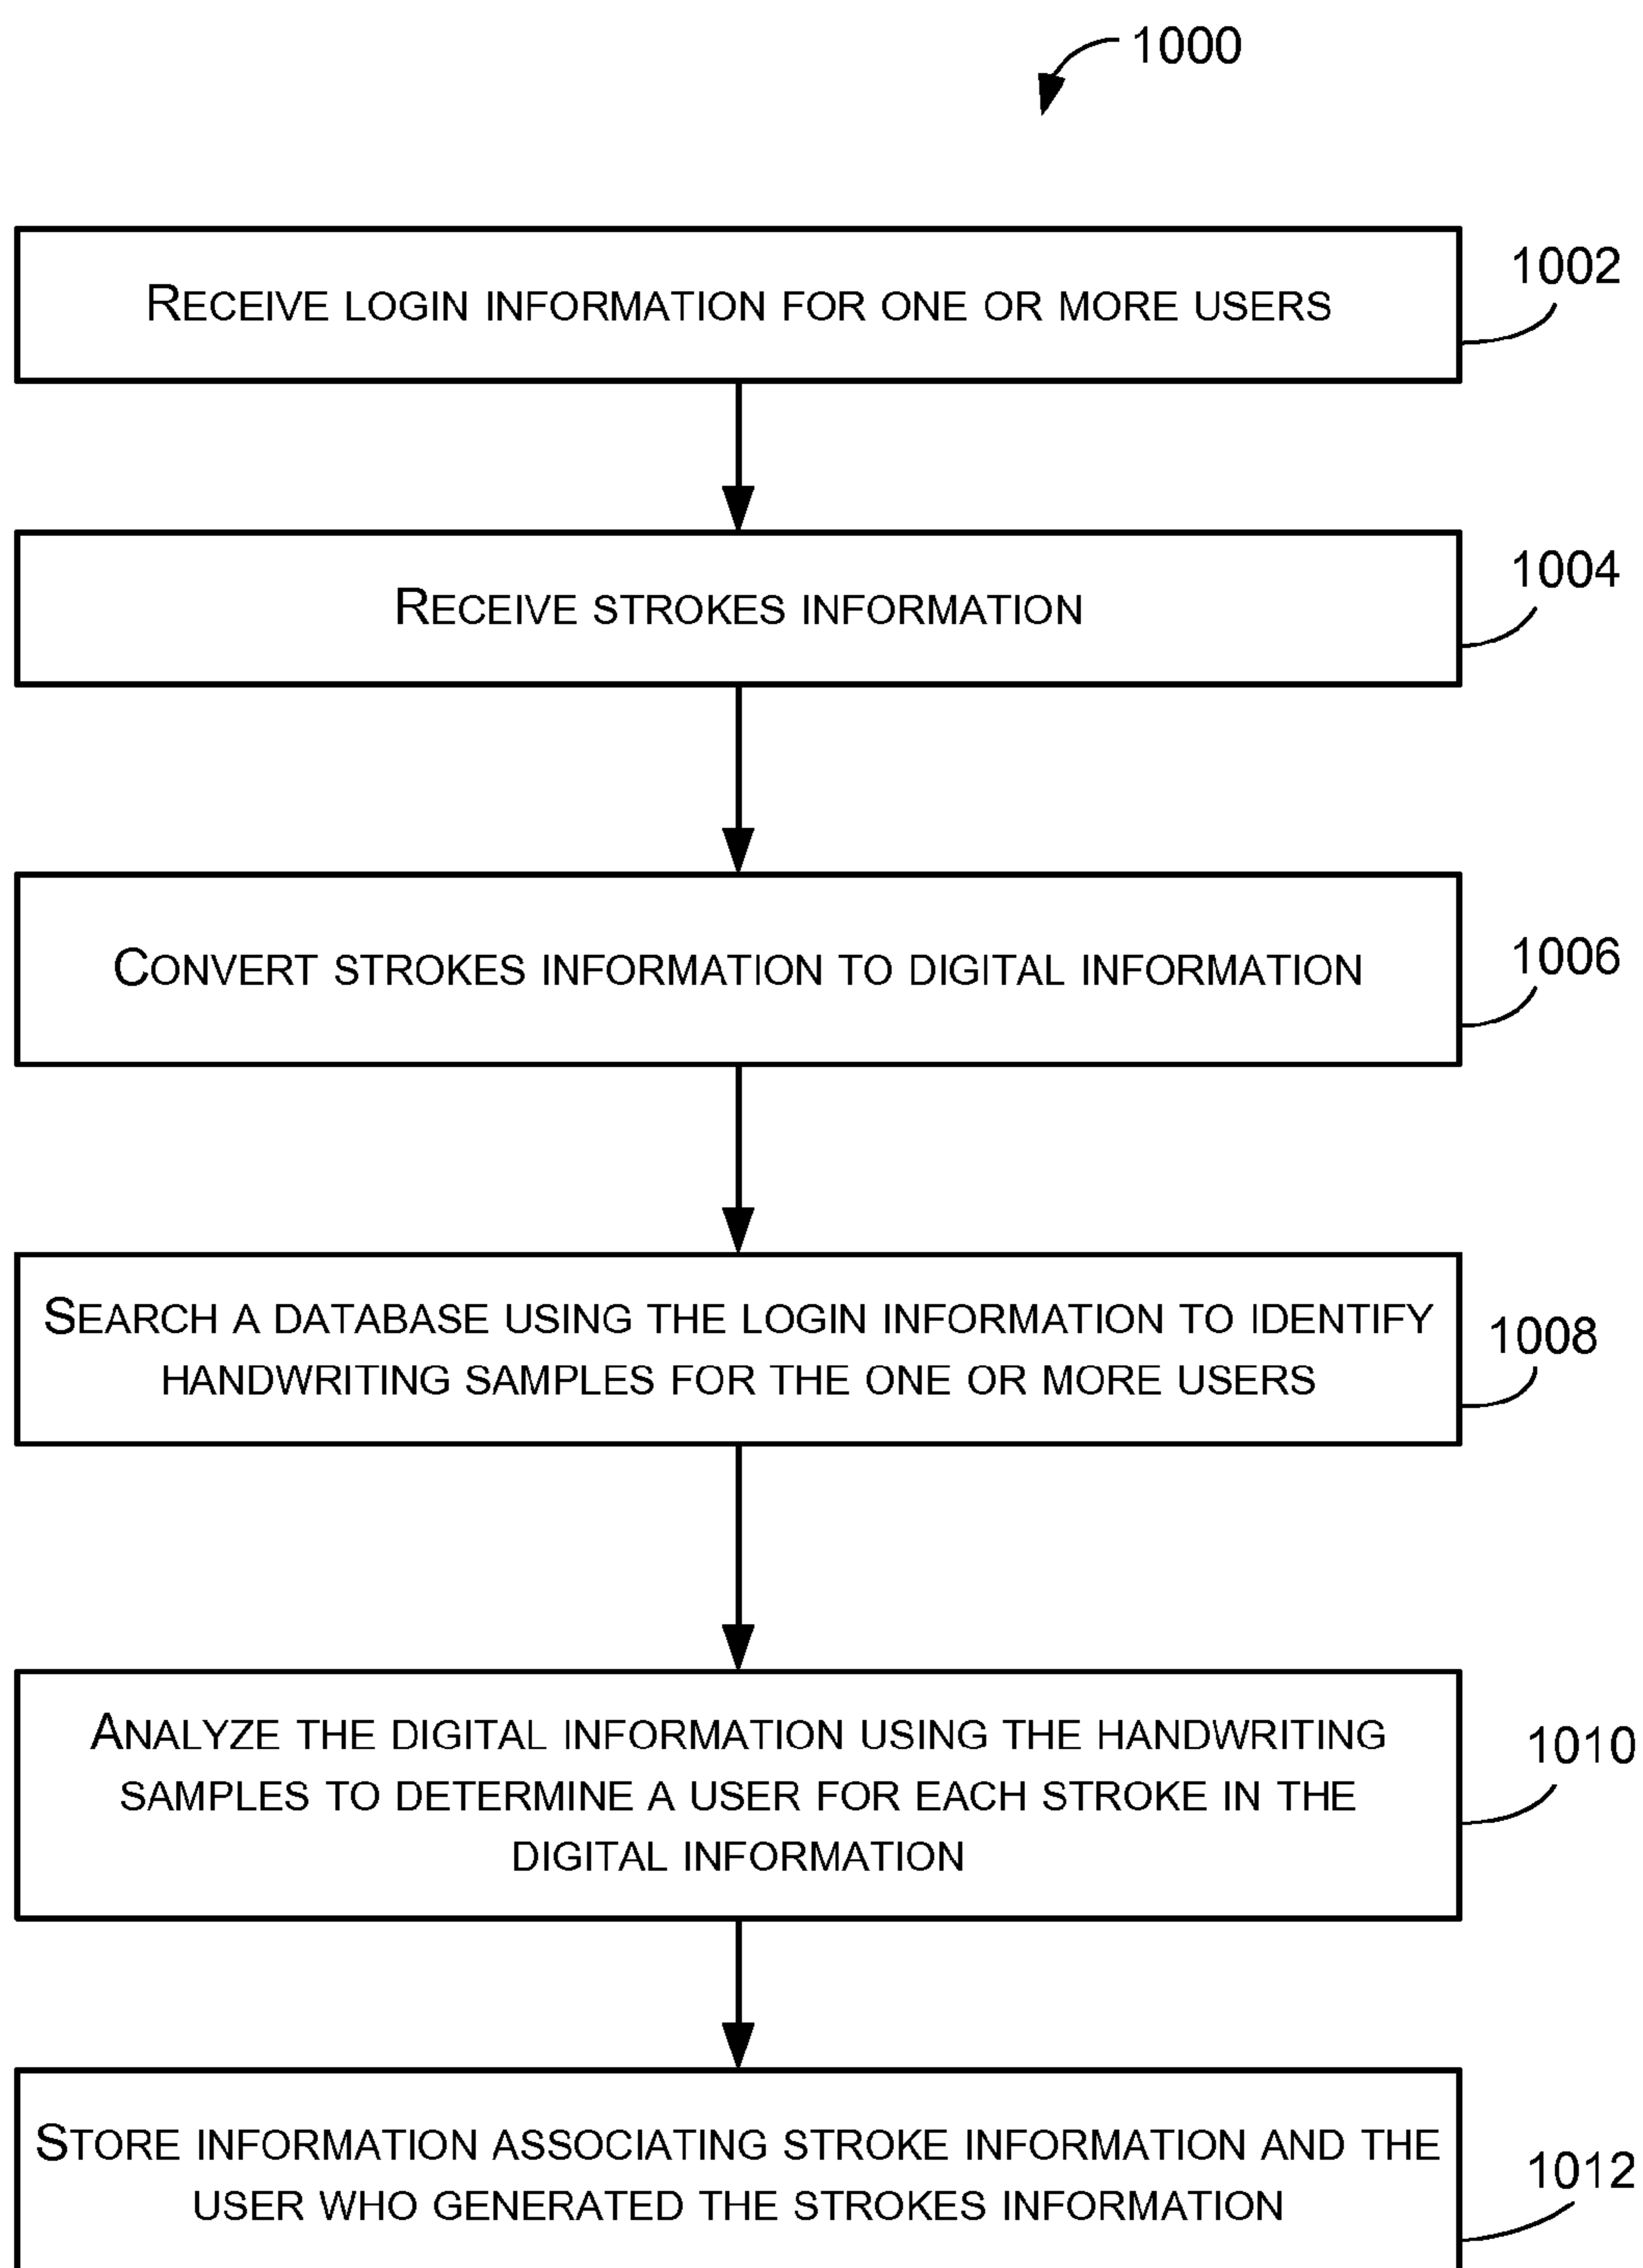 1000
RECEIVE LOGIN INFORMATION FOR ONE OR MORE USERS
1002
RECEIVE STROKES INFORMATION
1004
CONVERT STROKES INFORMATION TO DIGITAL INFORMATION
1006
SEARCH A DATABASE USING THE LOGIN INFORMATION TO IDENTIFY
HANDWRITING SAMPLES FOR THE ONE OR MORE USERS
1008
ANALYZE THE DIGITAL INFORMATION USING THE HANDWRITING
SAMPLES TO DETERMINE A USER FOR EACH STROKE IN THE
DIGITAL INFORMATION
1010
STORE INFORMATION ASSOCIATING STROKE INFORMATION AND THE
USER WHO GENERATED THE STROKES INFORMATION
1012